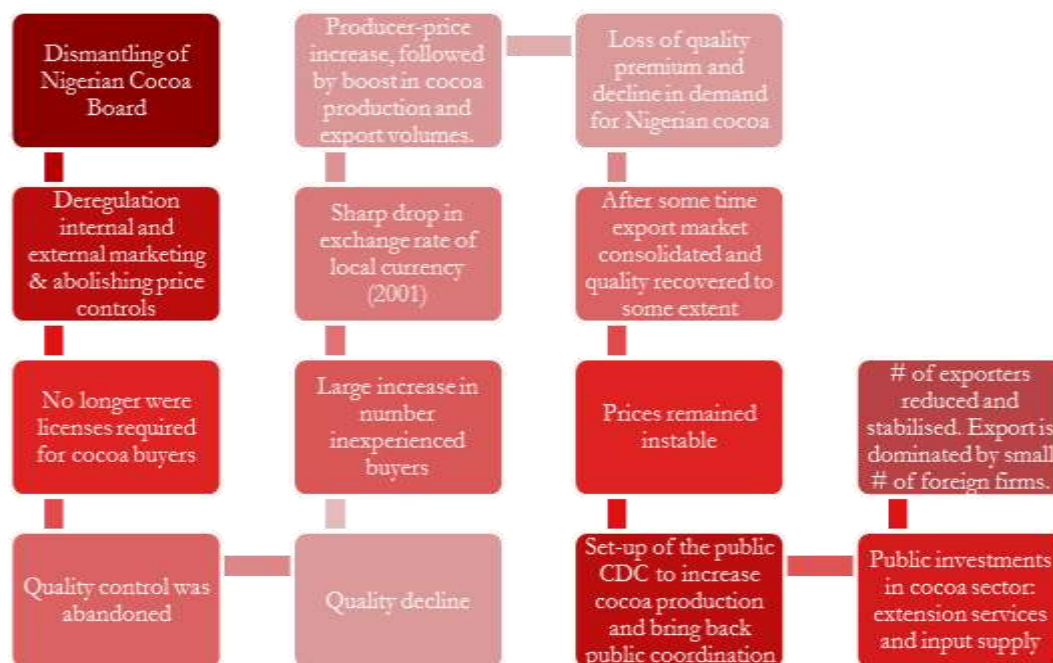 Dismantling of
Nigerian Cocoa
Board
Deregulation
internal and
external marketing
& abolishing price
controls
No longer were
licenses required
for cocoa buyers
Quality control was
abandoned
Quality decline
Large increase in
number
inexperienced
buyers
Sharp drop in
exchange rate of
local currency
(2001)
Producer-price
increase, followed
by boost in cocoa
production and
export volumes.
Loss of quality
premium and
decline in demand
for Nigerian cocoa
After some time
export market
consolidated and
quality recovered to
some extent
Prices remained
instable
Set-up of the public
CDC to increase
cocoa production
and bring back
public coordination
Public investments
in cocoa sector:
extension services
and input supply
# of exporters
reduced and
stabilised. Export is
dominated by small
# of foreign firms.